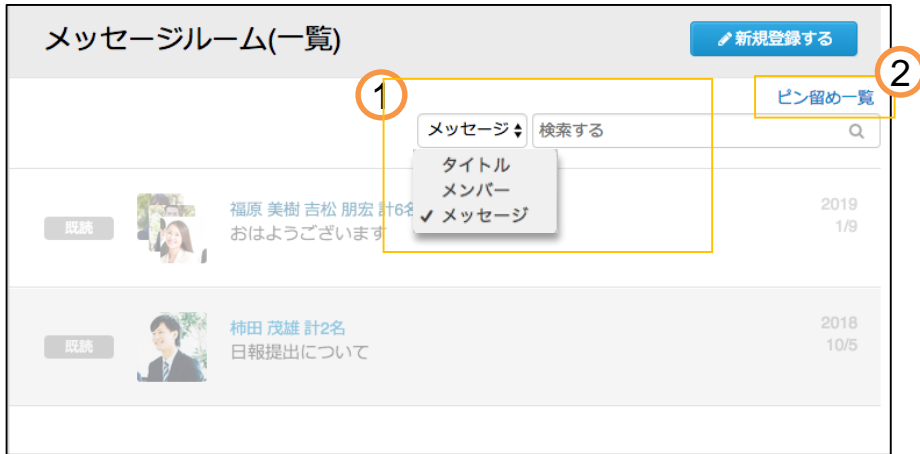 メッセージルーム(一覧)
新規登録する
1
2
ピン留め一覧
メッセージ
検索する
タイトル
メンバー
✓ メッセージ
既読
福原 美樹 吉松 朋宏 計6名
おはようございます
2019
1/9
既読
柿田 茂雄 計2名
日報提出について
2018
10/5